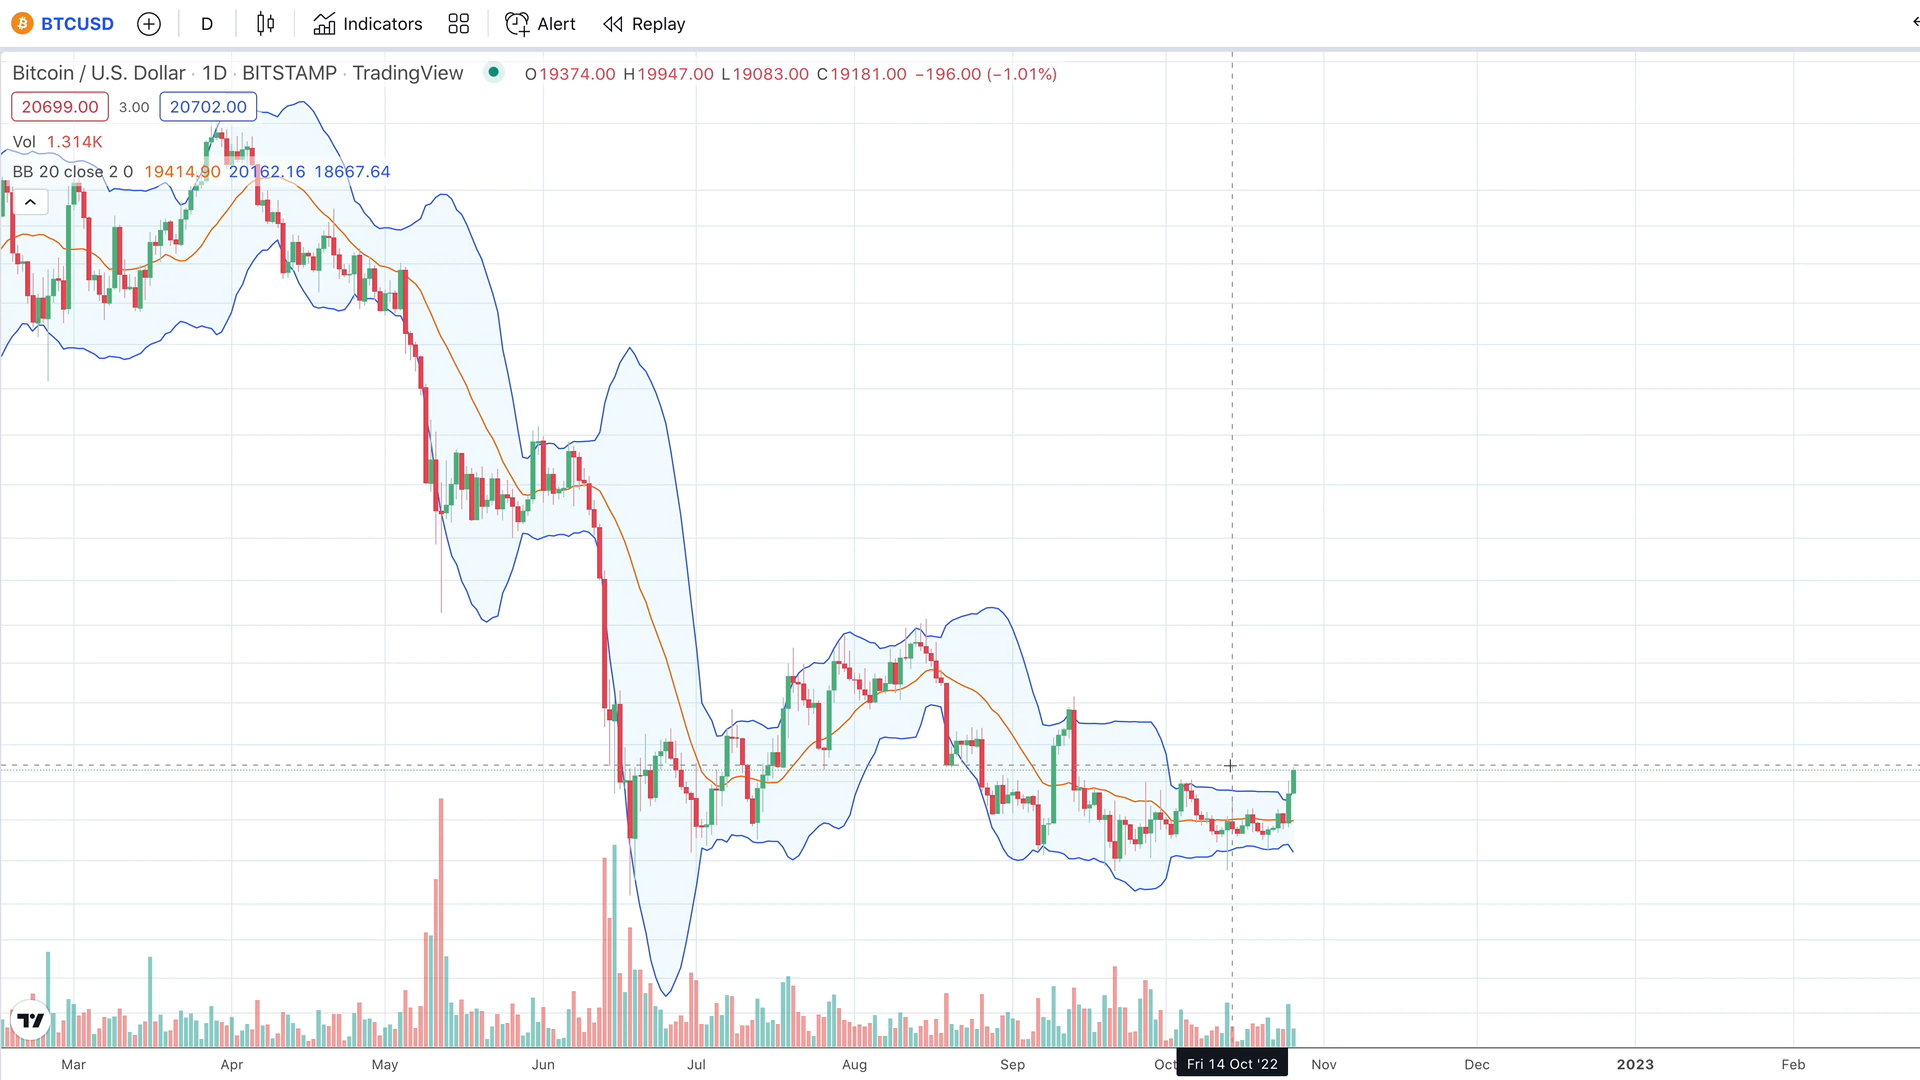 BTCUSD D Indicators Alert Replay
Bitcoin / U.S. Dollar · 1D · BITSTAMP · TradingView O19374.00 H19947.00 L19083.00 C19181.00 −196.00 (−1.01%)
20699.00 3.00 20702.00
Vol 1.314K
BB 20 close 2 0 19414.90 20162.16 18667.64
Mar Apr May Jun Jul Aug Sep Oct Fri 14 Oct '22 Nov Dec 2023 Feb